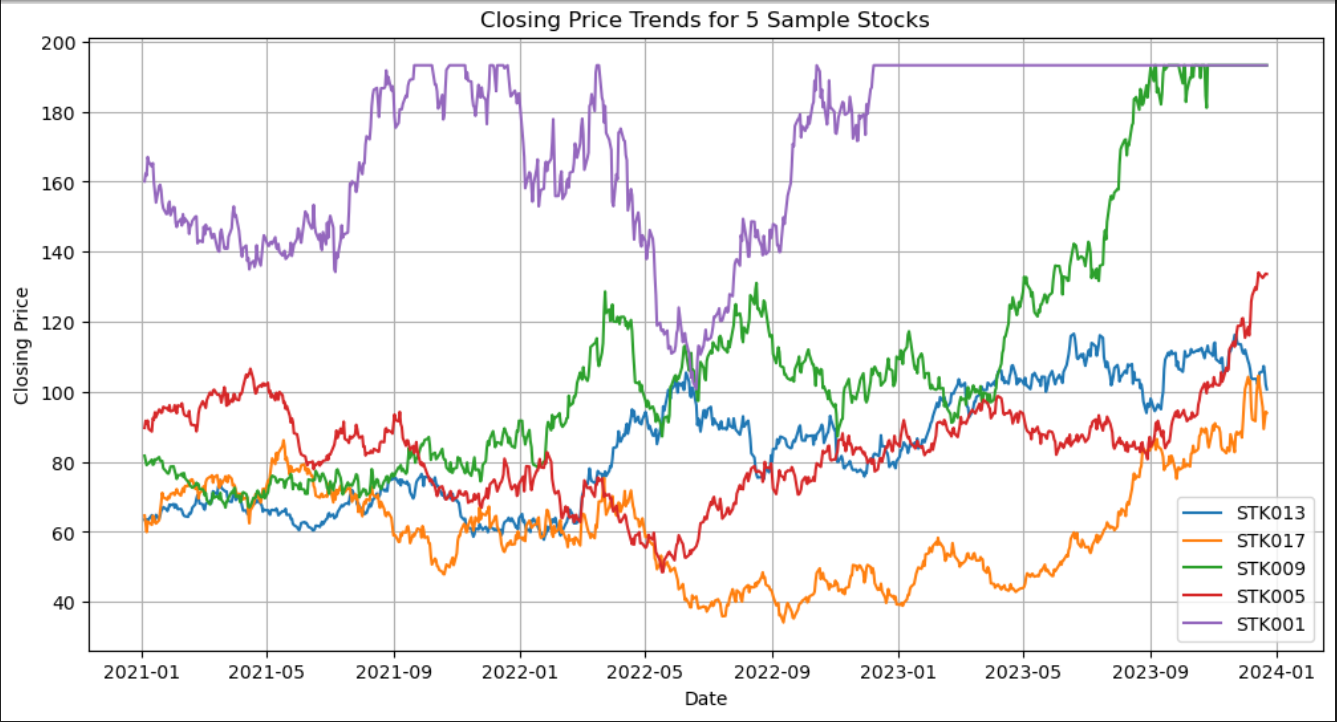 Closing Price Trends for 5 Sample Stocks
200
180
160
140
120
100
80
60
40
Closing Price
2021-01 2021-05 2021-09 2022-01 2022-05 2022-09 2023-01 2023-05 2023-09 2024-01
Date
STK013
STK017
STK009
STK005
STK001